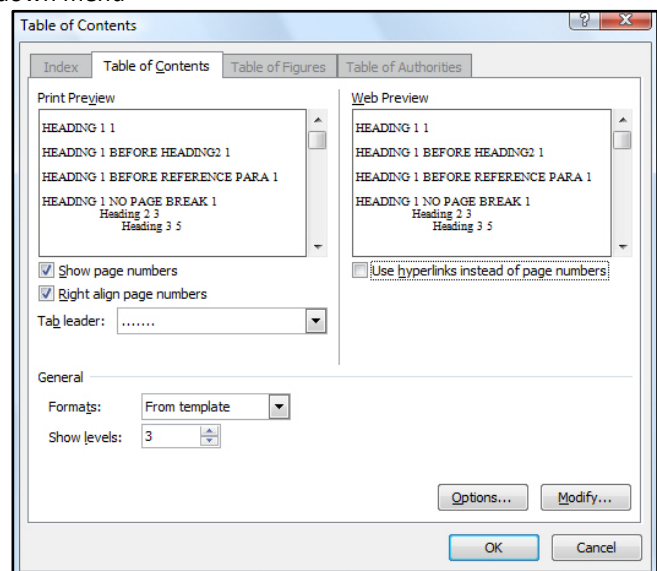 down menu
Table of Contents
Index Table of Contents Table of Figures Table of Authorities
Print Preview
HEADING 1 1
HEADING 1 BEFORE HEADING2 1
HEADING 1 BEFORE REFERENCE PARA 1
HEADING 1 NO PAGE BREAK 1
Heading 2 3
Heading 3 5
Show page numbers
Right align page numbers
Tab leader: .......
Web Preview
HEADING 1 1
HEADING 1 BEFORE HEADING2 1
HEADING 1 BEFORE REFERENCE PARA 1
HEADING 1 NO PAGE BREAK 1
Heading 2 3
Heading 3 5
Use hyperlinks instead of page numbers
General
Formats: From template
Show levels: 3
Options... Modify...
OK Cancel